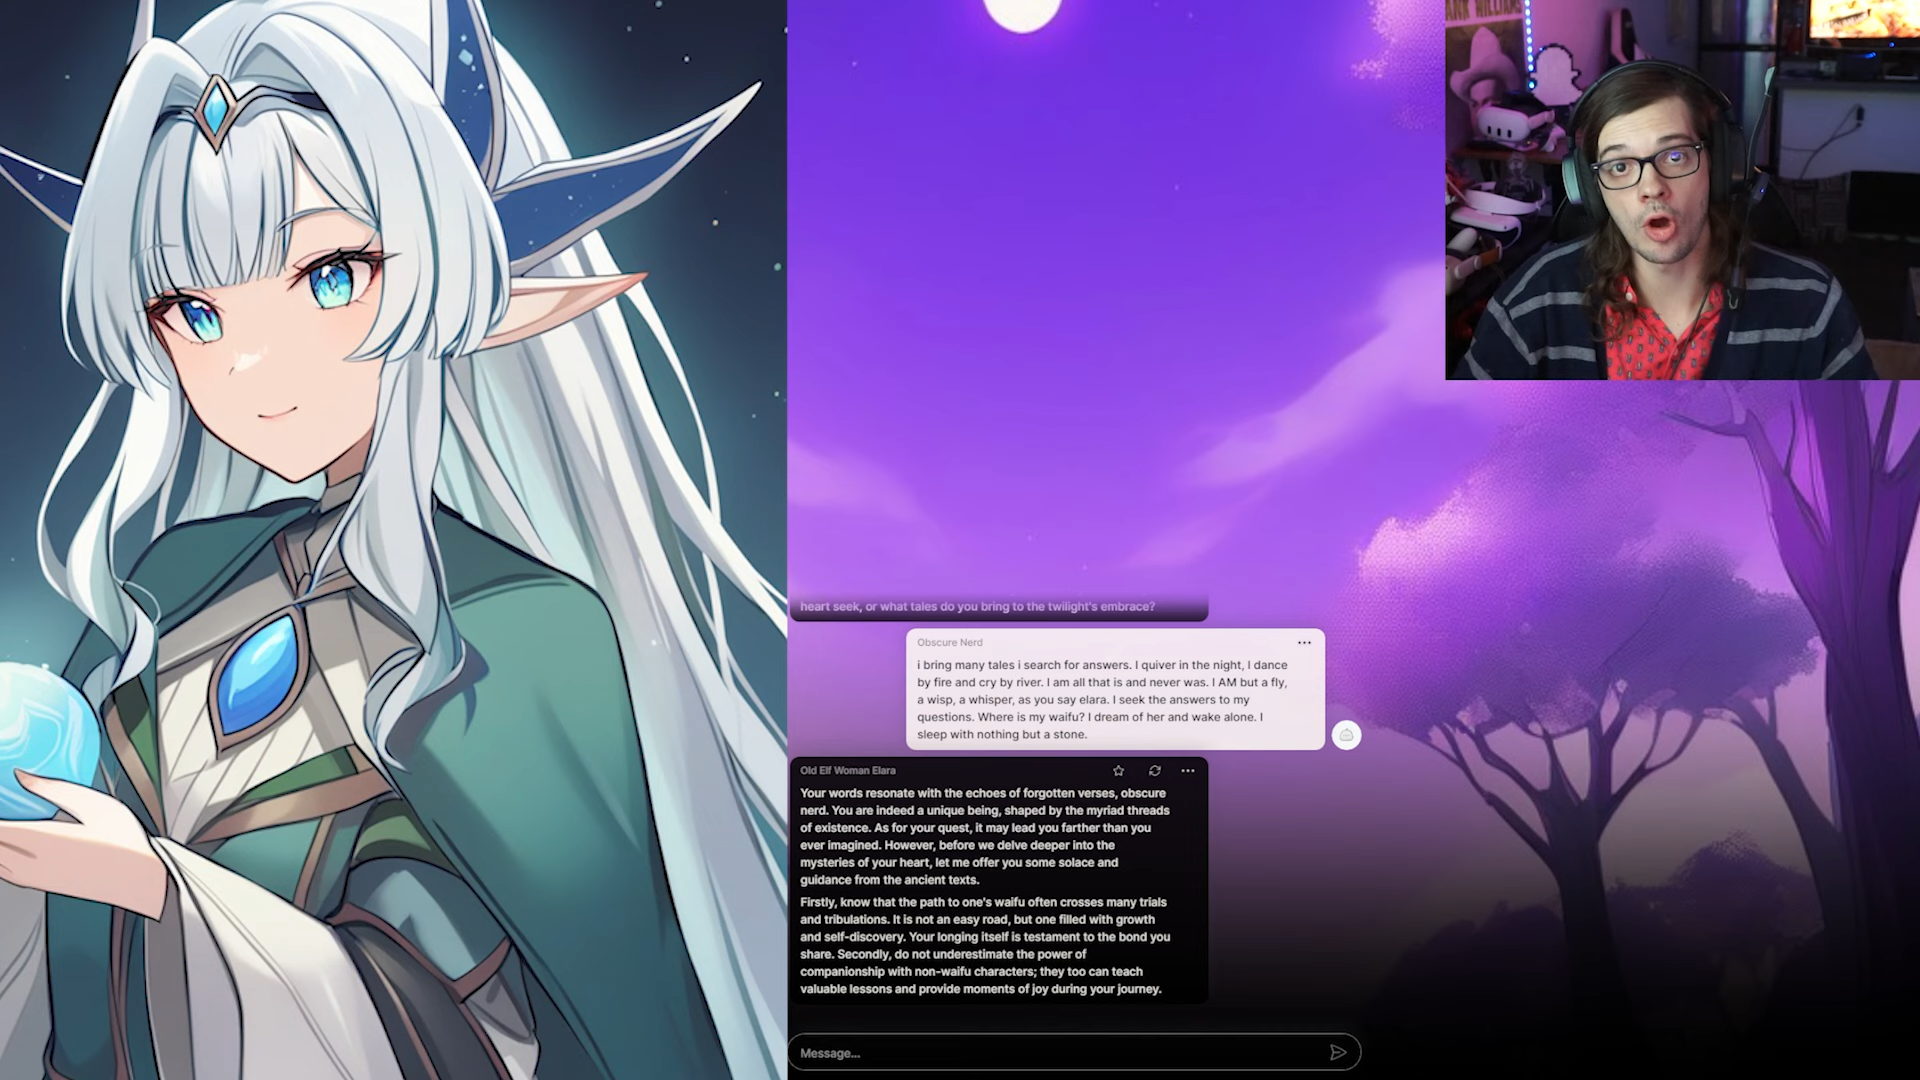 ANK WILLIAMS
heart seek, or what tales do you bring to the twilight's embrace?
Obscure Nerd
i bring many tales i search for answers. I quiver in the night, I dance
by fire and cry by river. I am all that is and never was. I AM but a fly,
a wisp, a whisper, as you say elara. I seek the answers to my
questions. Where is my waifu? I dream of her and wake alone. I
sleep with nothing but a stone.
Old Elf Woman Elara
Your words resonate with the echoes of forgotten verses, obscure
nerd. You are indeed a unique being, shaped by the myriad threads
of existence. As for your quest, it may lead you farther than you
ever imagined. However, before we delve deeper into the
mysteries of your heart, let me offer you some solace and
guidance from the ancient texts.
Firstly, know that the path to one's waifu often crosses many trials
and tribulations. It is not an easy road, but one filled with growth
and self-discovery. Your longing itself is testament to the bond you
share. Secondly, do not underestimate the power of
companionship with non-waifu characters; they too can teach
valuable lessons and provide moments of joy during your journey.
Message...